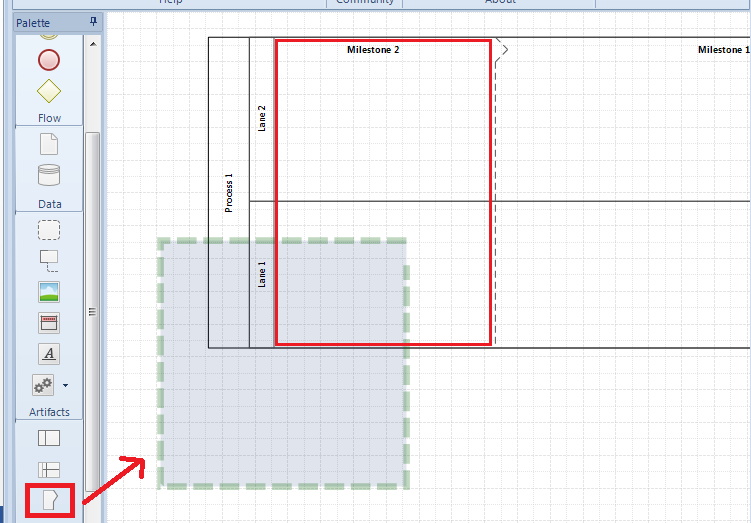 Help
Community
About
Palette
Flow
Data
Artifacts
Milestone 2
Milestone 1
Lane 2
Process 1
Lane 1
A